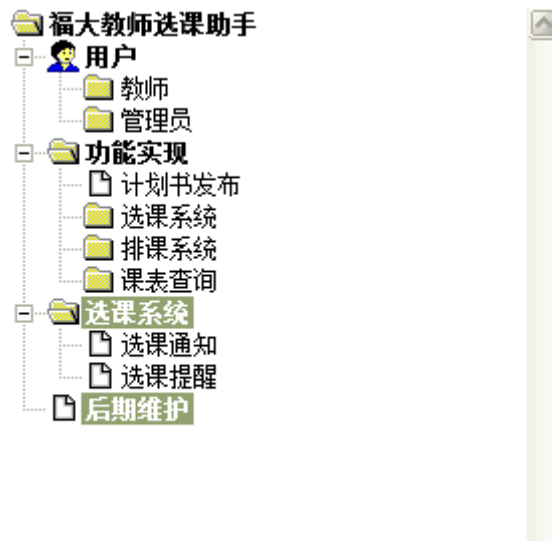 福大教师选课助手
用户
教师
管理员
功能实现
计划书发布
选课系统
排课系统
课表查询
选课系统
选课通知
选课提醒
后期维护